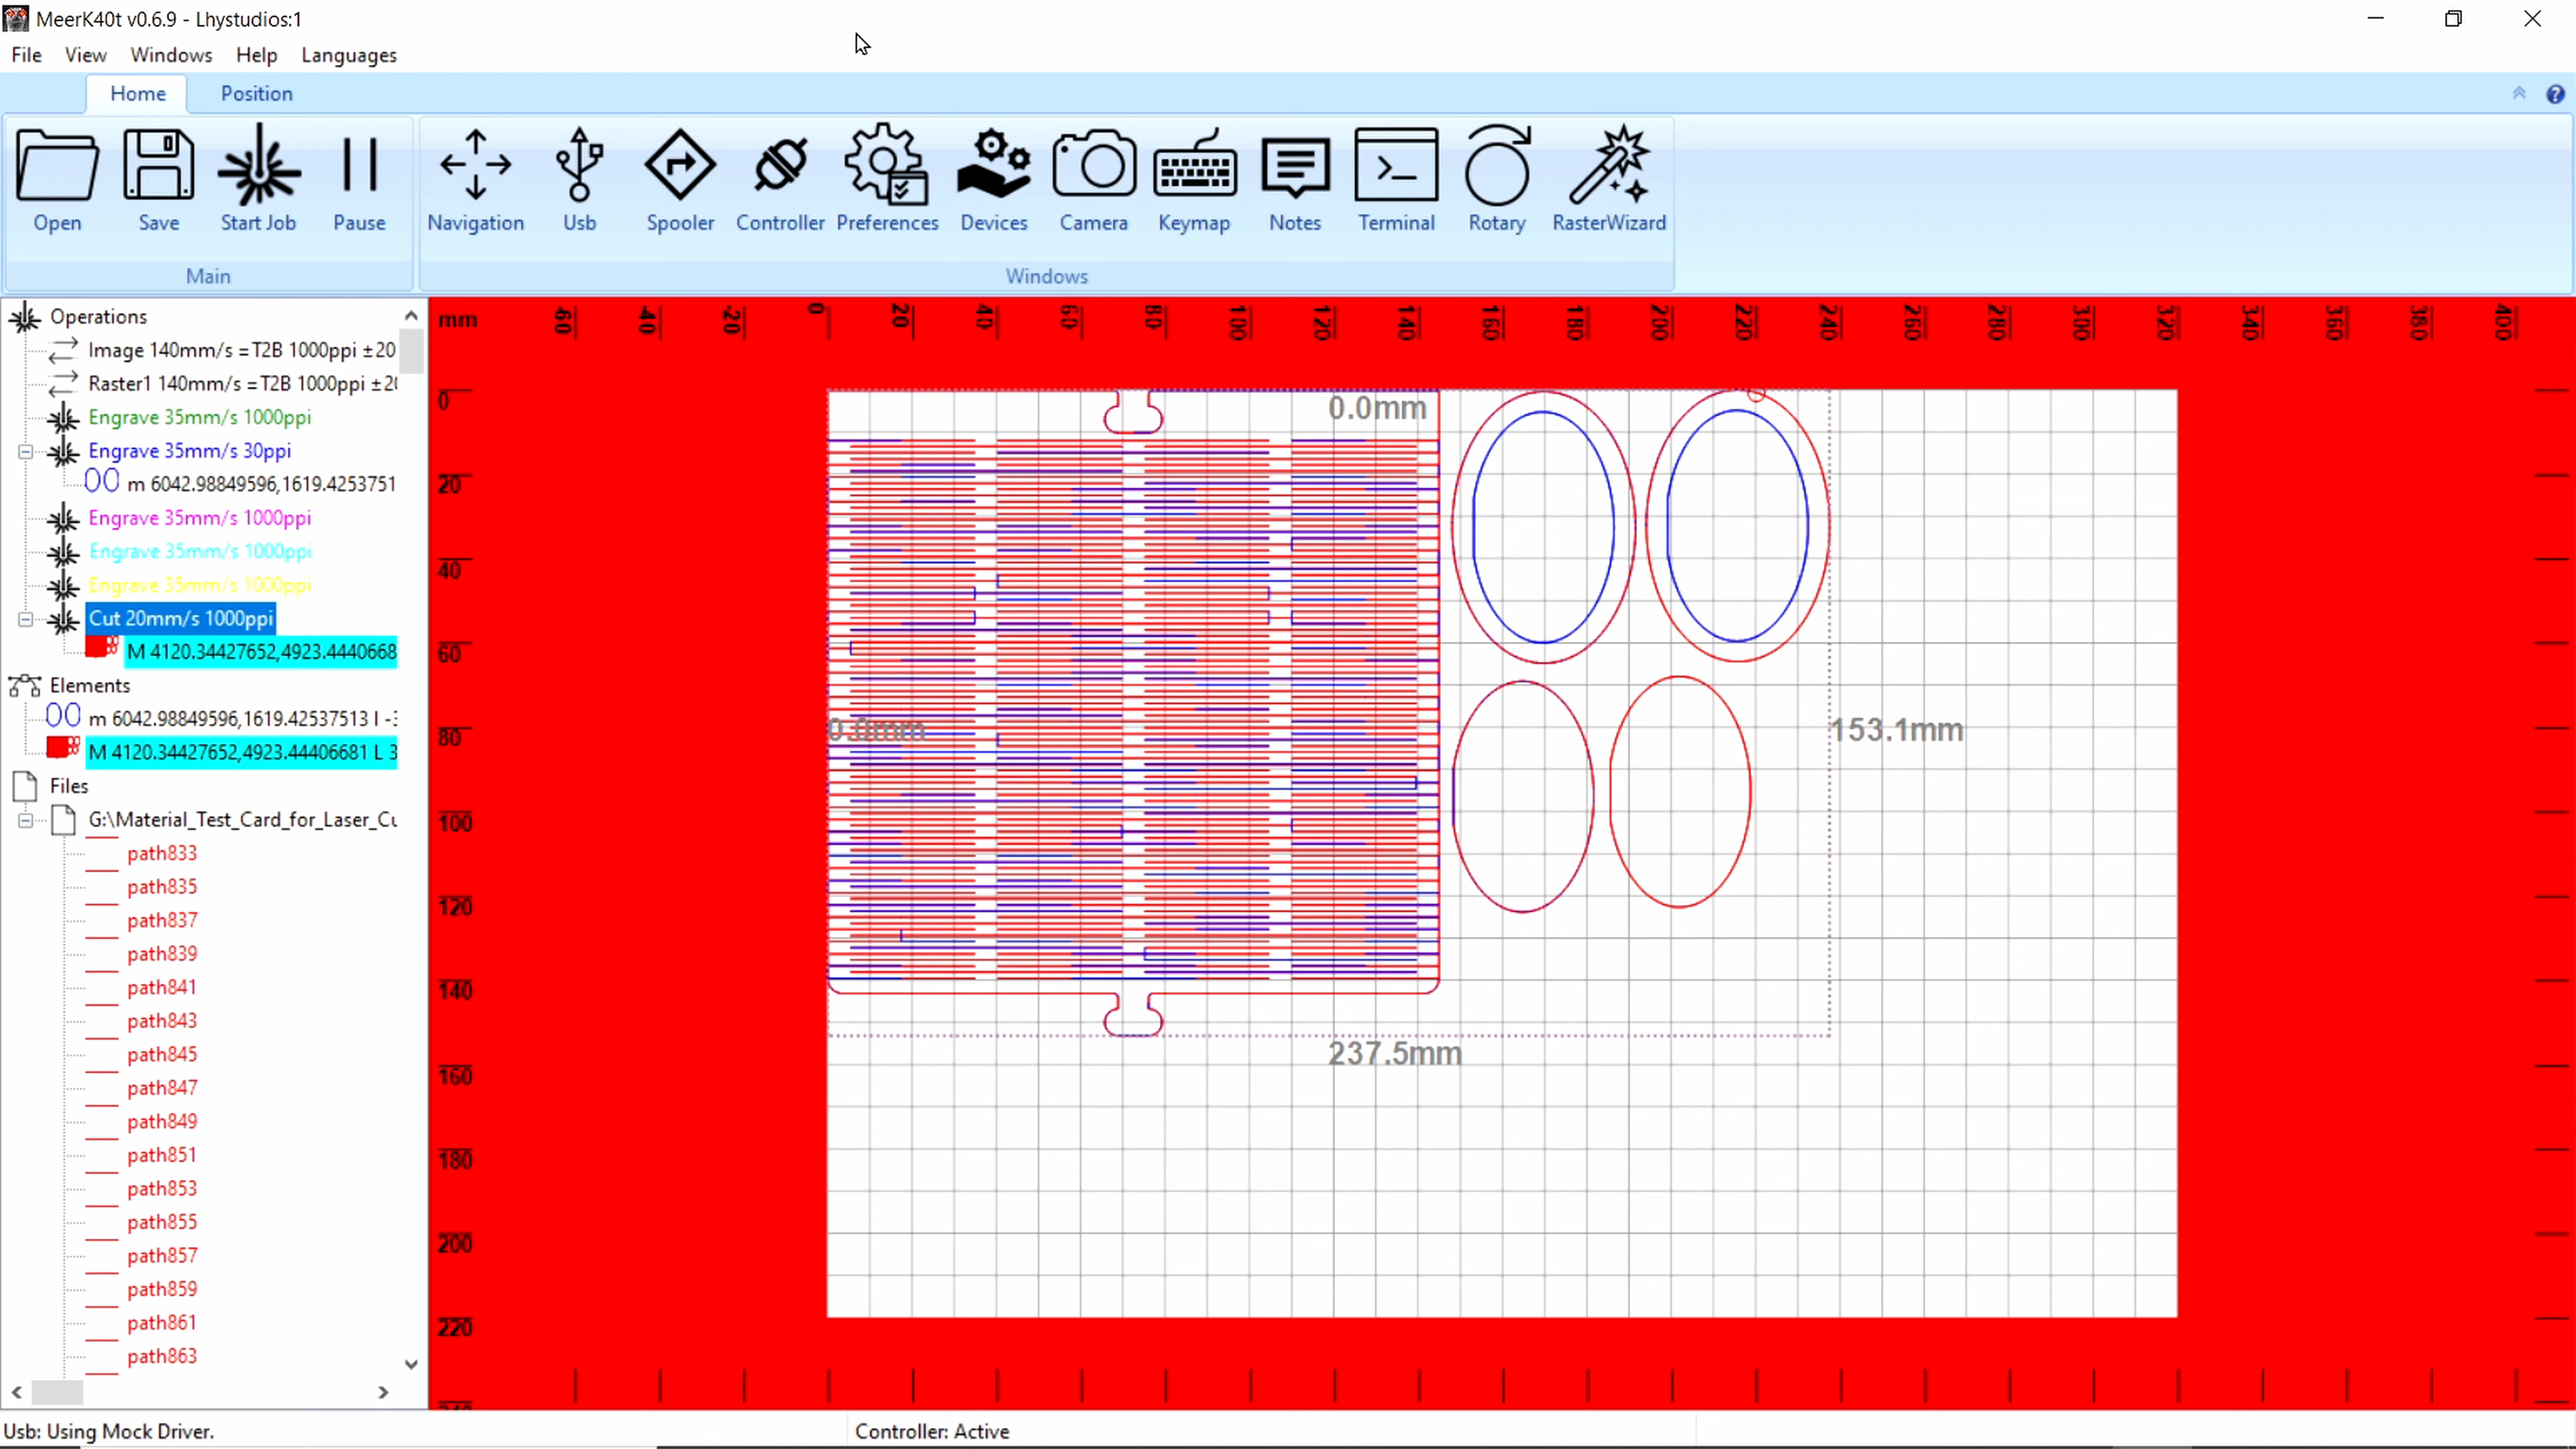 MeerK40t v0.6.9 - Lhystudios:1
File View Windows Help Languages
Home Position
Open Save Start Job Pause Navigation Usb Spooler Controller Preferences Devices Camera Keymap Notes Terminal Rotary RasterWizard
Main Windows
Operations
Image 140mm/s =T2B 1000ppi ±20
Raster1 140mm/s =T2B 1000ppi ±20
Engrave 35mm/s 1000ppi
Engrave 35mm/s 30ppi
m 6042.98849596,1619.4253751
Engrave 35mm/s 1000ppi
Engrave 35mm/s 1000ppi
Engrave 35mm/s 1000ppi
Cut 20mm/s 1000ppi
M 4120.34427652,4923.4440668
Elements
m 6042.98849596,1619.42537513 l -3
M 4120.34427652,4923.44406681 L 3
Files
G:\Material_Test_Card_for_Laser_Cu
path833
path835
path837
path839
path841
path843
path845
path847
path849
path851
path853
path855
path857
path859
path861
path863
mm 60 40 -20 0 20 40 60 80 100 120 140 160 180 200 220 240 260 280 300 320 340 360 380 400
0
20
40
60
80
100
120
140
160
180
200
220
0.0mm
0.0mm
153.1mm
237.5mm
Usb: Using Mock Driver.
Controller: Active